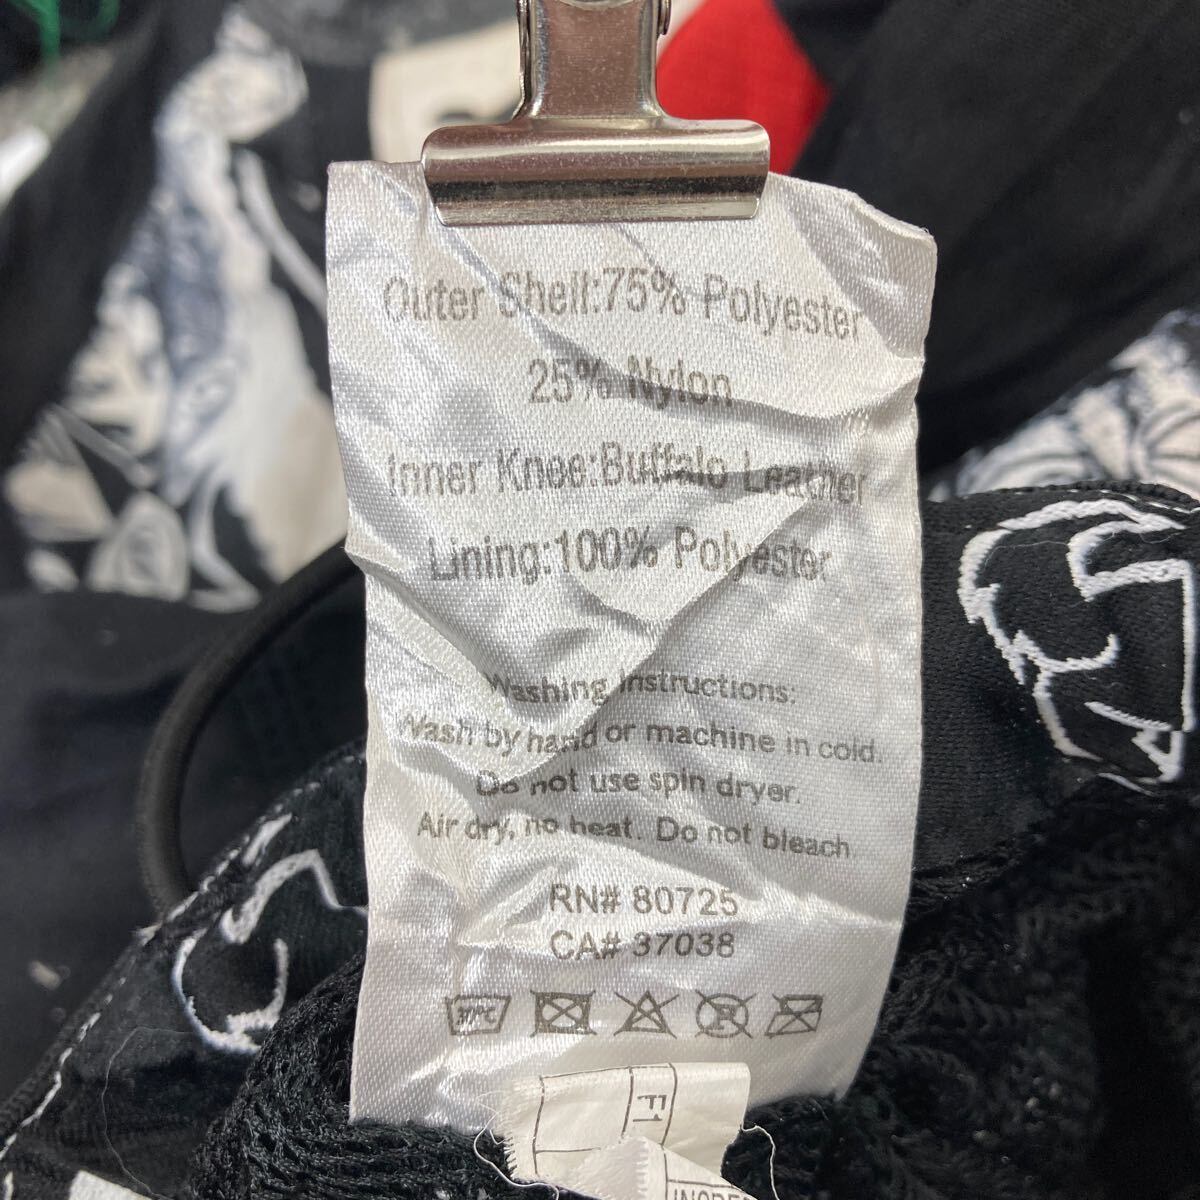 Outer Shell:75% Polyester
25% Nylon
Inner Knee:Buffalo Leather
Lining:100% Polyester
Washing Instructions:
Wash by hand or machine in cold.
Do not use spin dryer.
Air dry, no heat. Do not bleach.
RN# 80725
CA# 37038
F1